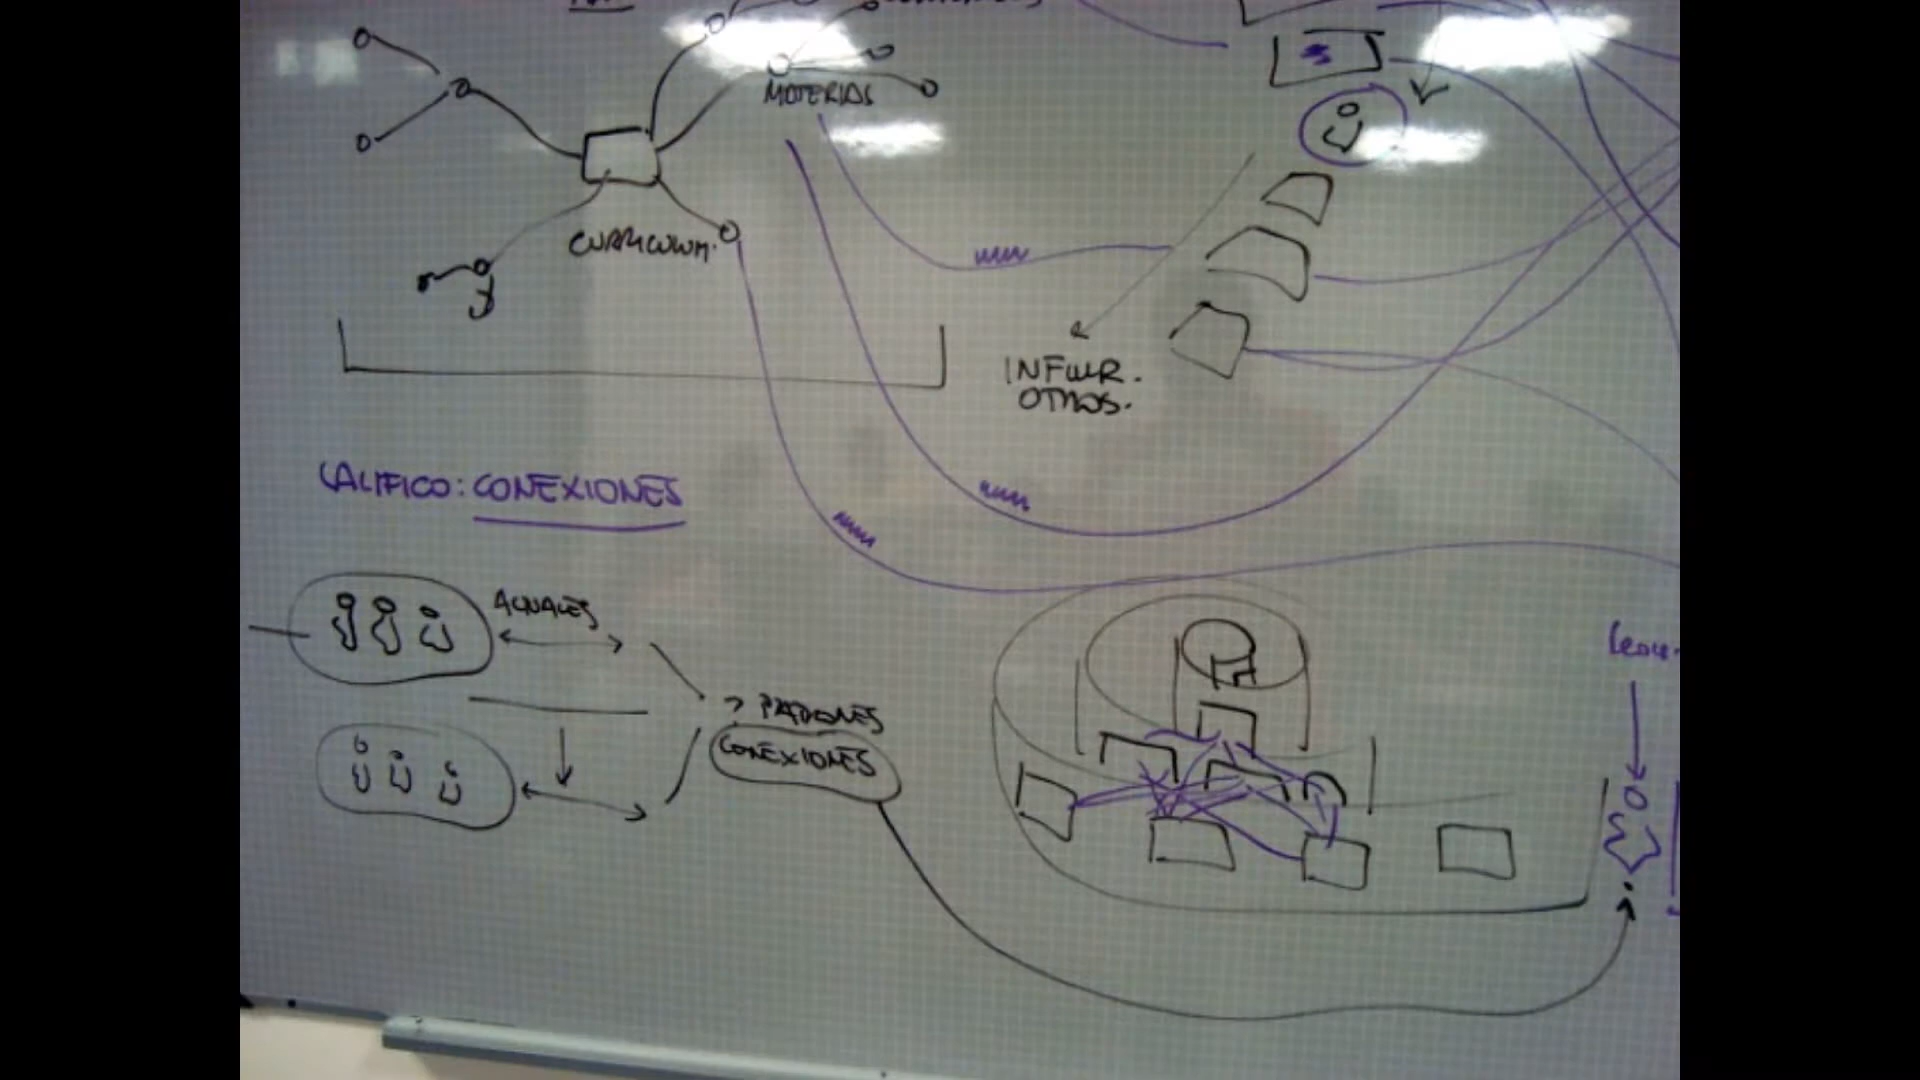 MATERIAS
CURRICULUM.
INFLUIR.
OTROS.
CALIFICO: CONEXIONES
ACTUALES
? PATRONES
CONEXIONES